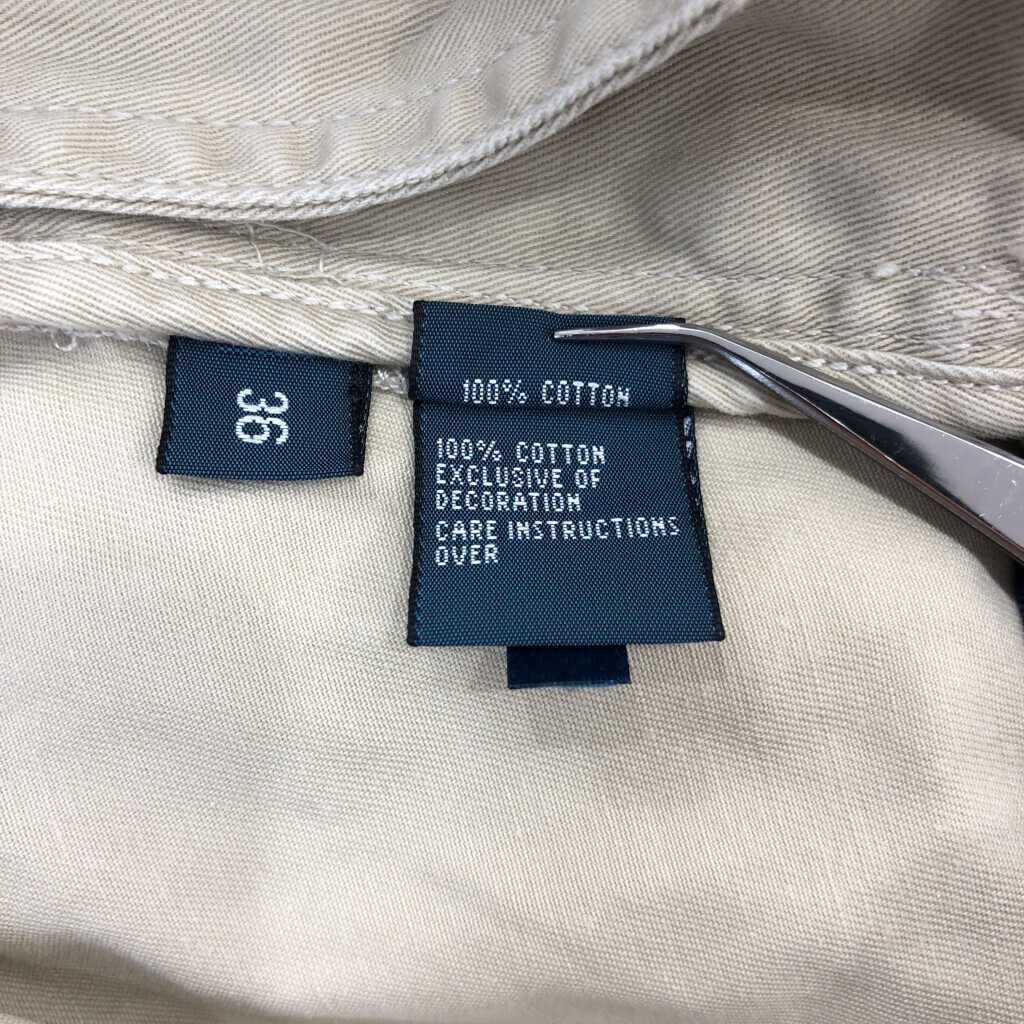 36
100% COTTON
100% COTTON
EXCLUSIVE OF
DECORATION
CARE INSTRUCTIONS
OVER